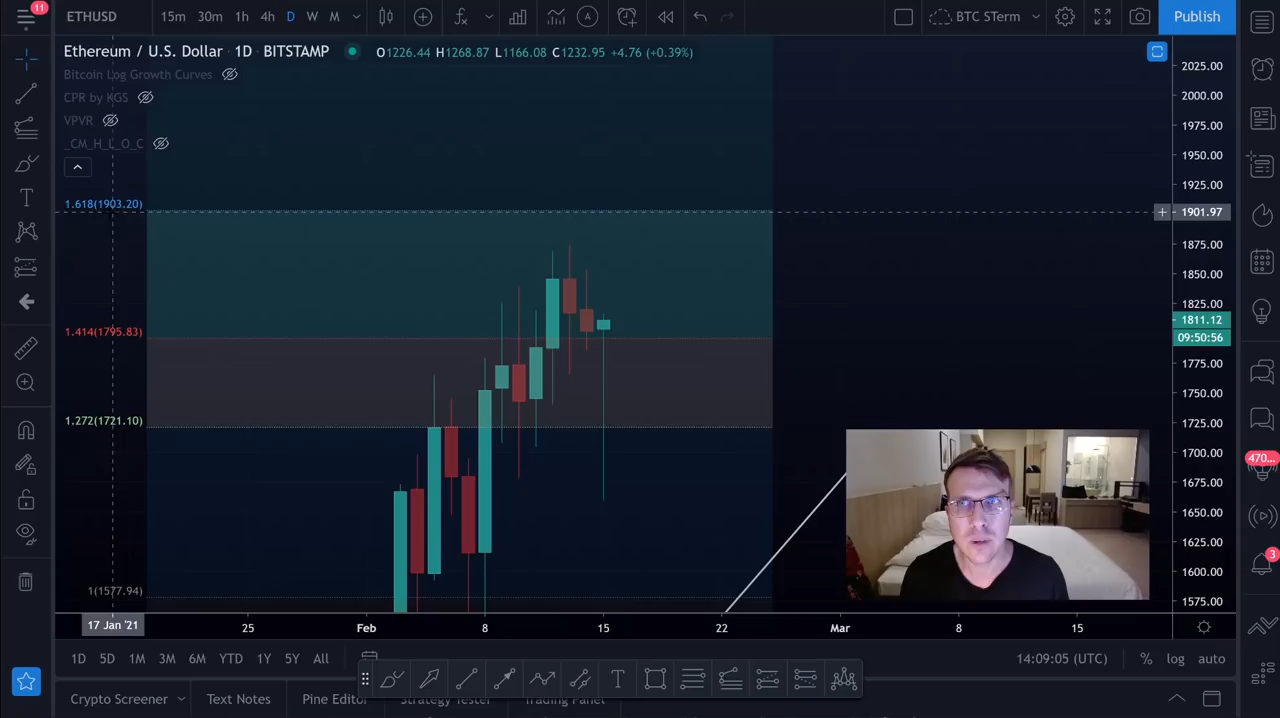 11
ETHUSD
15m 30m 1h 4h D W M
BTC STerm
Publish
Ethereum / U.S. Dollar 1D BITSTAMP O1226.44 H1268.87 L1166.08 C1232.95 +4.76 (+0.39%)
Bitcoin Log Growth Curves
CPR by KGS
VPVR
_CM_H_L_O_C
1.618(1903.20)
1.414(1795.83)
1.272(1721.10)
1(1577.94)
2025.00
2000.00
1975.00
1950.00
1925.00
1901.97
1875.00
1850.00
1825.00
1811.12
09:50:56
1775.00
1750.00
1725.00
1700.00
1675.00
1650.00
1625.00
1600.00
1575.00
470...
3
17 Jan '21 25 Feb 8 15 22 Mar 8 15
1D 5D 1M 3M 6M YTD 1Y 5Y All
14:09:05 (UTC) % log auto
Crypto Screener Text Notes Pine Editor Strategy Tester Trading Panel